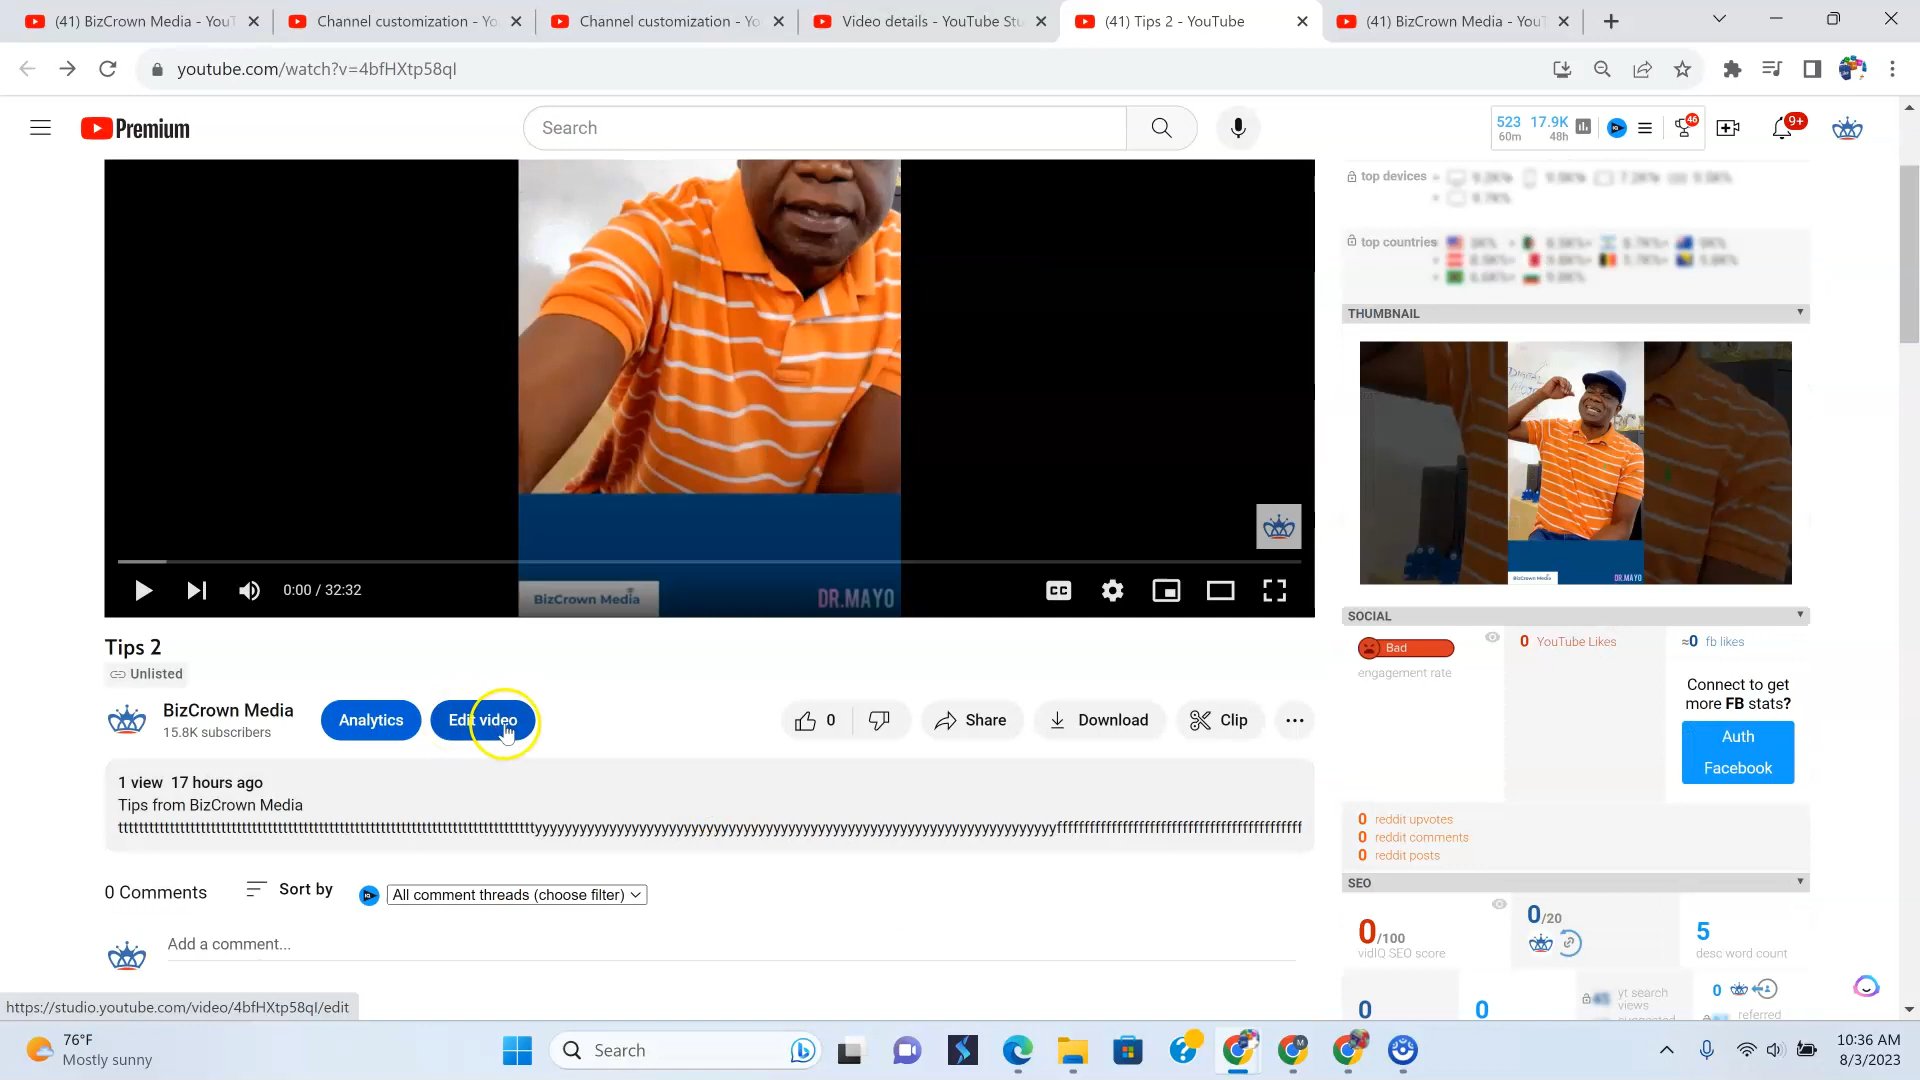 (41) BizCrown Media - YouT
Channel customization - Yo
Channel customization - Yo
Video details - YouTube Stu
(41) Tips 2 - YouTube
(41) BizCrown Media - YouT
youtube.com/watch?v=4bfHXtp58qI
Premium
Search
523 17.9K
60m 48h
46
9+
top devices
top countries
THUMBNAIL
BizCrown Media
DR.MAYO
0:00 / 32:32
BizCrown Media
DR.MAYO
SOCIAL
Bad
engagement rate
0 YouTube Likes
≈0 fb likes
Connect to get
more FB stats?
Auth
Facebook
Tips 2
Unlisted
BizCrown Media
15.8K subscribers
Analytics
Edit video
0
Share
Download
Clip
1 view 17 hours ago
Tips from BizCrown Media
0 reddit upvotes
0 reddit comments
0 reddit posts
0 Comments
Sort by
All comment threads (choose filter)
Add a comment...
SEO
0/100
vidIQ SEO score
0/20
5
desc word count
0
0
yt search
views
0
referred
https://studio.youtube.com/video/4bfHXtp58qI/edit
76°F
Mostly sunny
Search
10:36 AM
8/3/2023